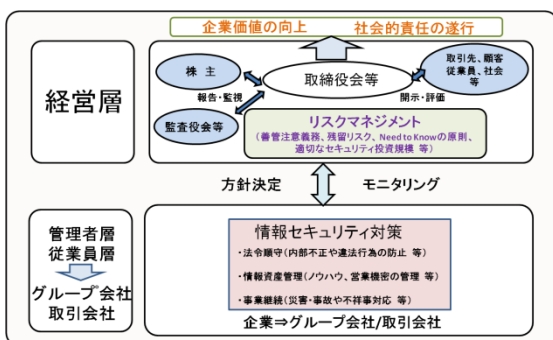 企業価値の向上 社会的責任の遂行
経営層
株 主
取締役会等
取引先、顧客
従業員、社会
等
報告・監視
開示・評価
監査役会等
リスクマネジメント
(善管注意義務、残留リスク、Need to Knowの原則、
適切なセキュリティ投資規模 等)
方針決定 モニタリング
管理者層
従業員層
グループ会社
取引会社
情報セキュリティ対策
・法令順守(内部不正や違法行為の防止 等)
・情報資産管理(ノウハウ、営業機密の管理 等)
・事業継続(災害・事故や不祥事対応 等)
企業⇒グループ会社/取引会社